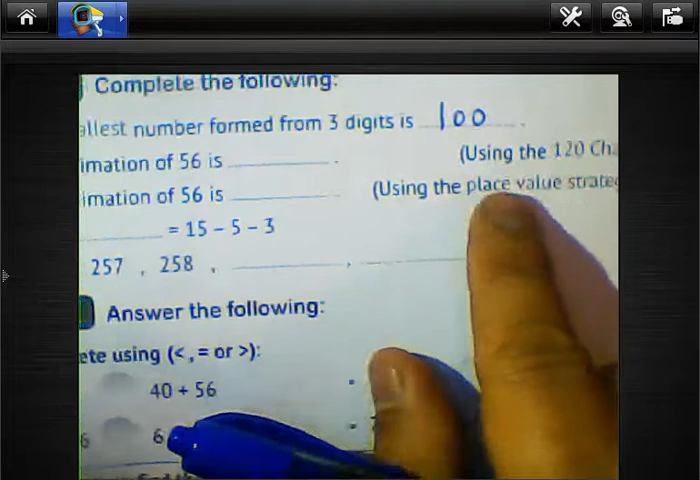 Complete the following:
allest number formed from 3 digits is 100 .
imation of 56 is .
(Using the 120 Ch
imation of 56 is
(Using the place value strate
= 15 – 5 – 3
257 , 258 , ,
Answer the following:
ete using (< , = or >):
40 + 56
6 6